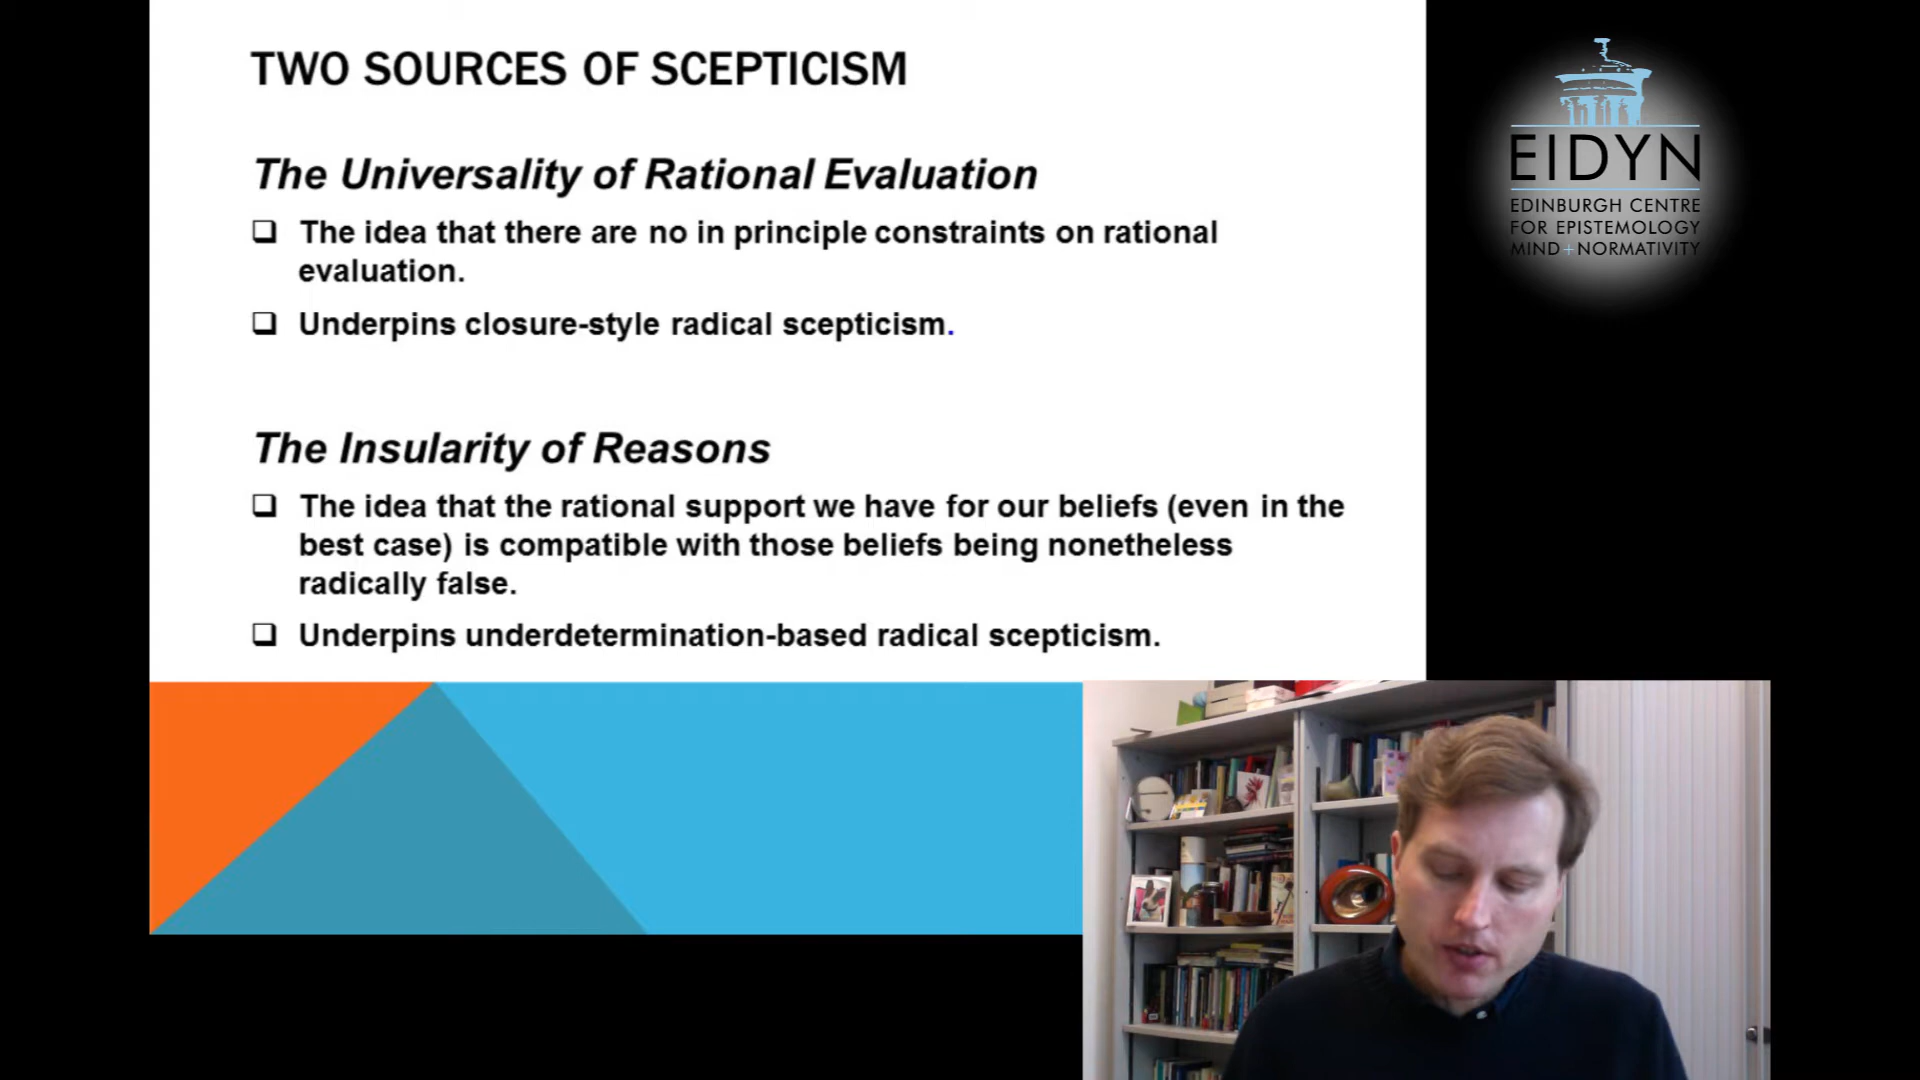 TWO SOURCES OF SCEPTICISM
The Universality of Rational Evaluation
❑ The idea that there are no in principle constraints on rational
evaluation.
❑ Underpins closure-style radical scepticism.
The Insularity of Reasons
❑ The idea that the rational support we have for our beliefs (even in the
best case) is compatible with those beliefs being nonetheless
radically false.
❑ Underpins underdetermination-based radical scepticism.
EIDYN
EDINBURGH CENTRE
FOR EPISTEMOLOGY
MIND+NORMATIVITY